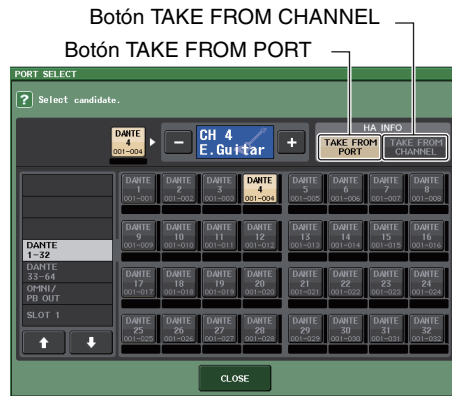 Botón TAKE FROM CHANNEL
Botón TAKE FROM PORT
PORT SELECT
? Select candidate.
DANTE
4
001-004
−
CH 4
E.Guitar
+
HA INFO
TAKE FROM
PORT
TAKE FROM
CHANNEL
DANTE
1-32
DANTE
33-64
OMNI/
PB OUT
SLOT 1
DANTE DANTE DANTE DANTE DANTE DANTE DANTE DANTE
1 2 3 4 5 6 7 8
001-001 001-002 001-003 001-004 001-005 001-006 001-007 001-008
DANTE DANTE DANTE DANTE DANTE DANTE DANTE DANTE
9 10 11 12 13 14 15 16
001-009 001-010 001-011 001-012 001-013 001-014 001-015 001-016
DANTE DANTE DANTE DANTE DANTE DANTE DANTE DANTE
17 18 19 20 21 22 23 24
001-017 001-018 001-019 001-020 001-021 001-022 001-023 001-024
DANTE DANTE DANTE DANTE DANTE DANTE DANTE DANTE
25 26 27 28 29 30 31 32
001-025 001-026 001-027 001-028 001-029 001-030 001-031 001-032
CLOSE